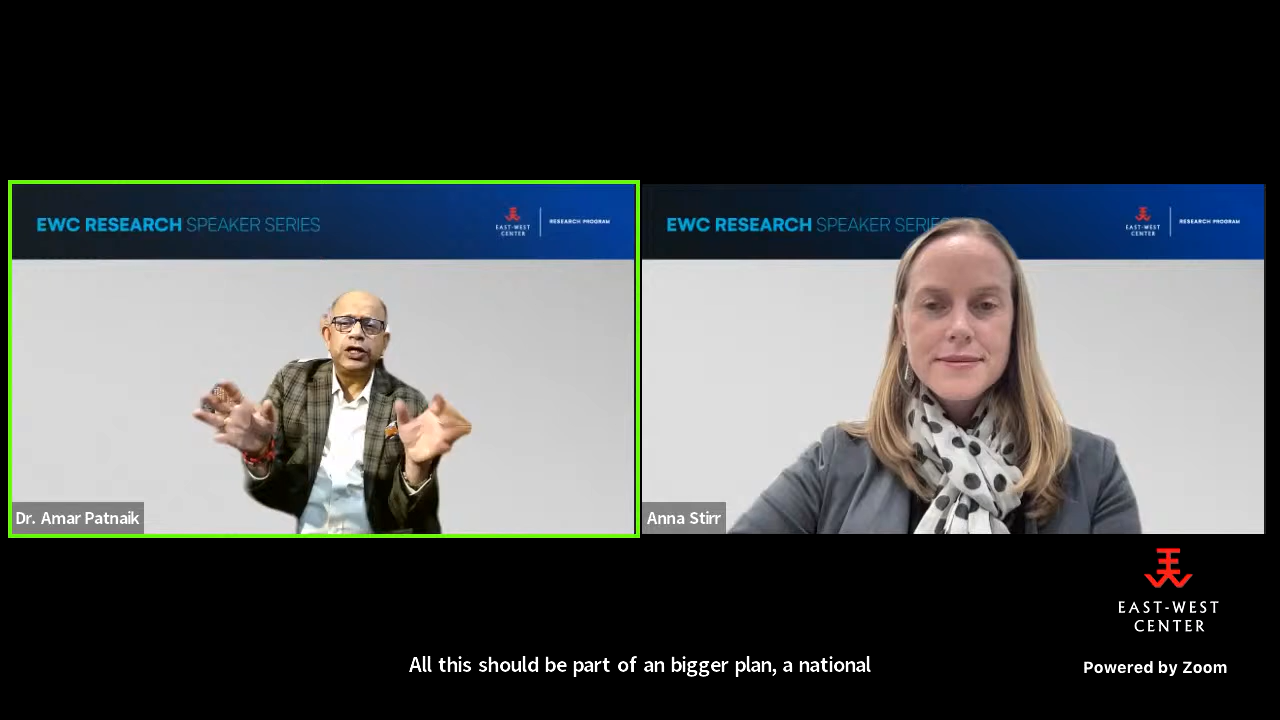 EWC RESEARCH SPEAKER SERIES
EAST-WEST
CENTER
RESEARCH PROGRAM
EWC RESEARCH SPEAKER SERIES
EAST-WEST
CENTER
RESEARCH PROGRAM
Dr. Amar Patnaik
Anna Stirr
EAST-WEST
CENTER
All this should be part of an bigger plan, a national
Powered by Zoom